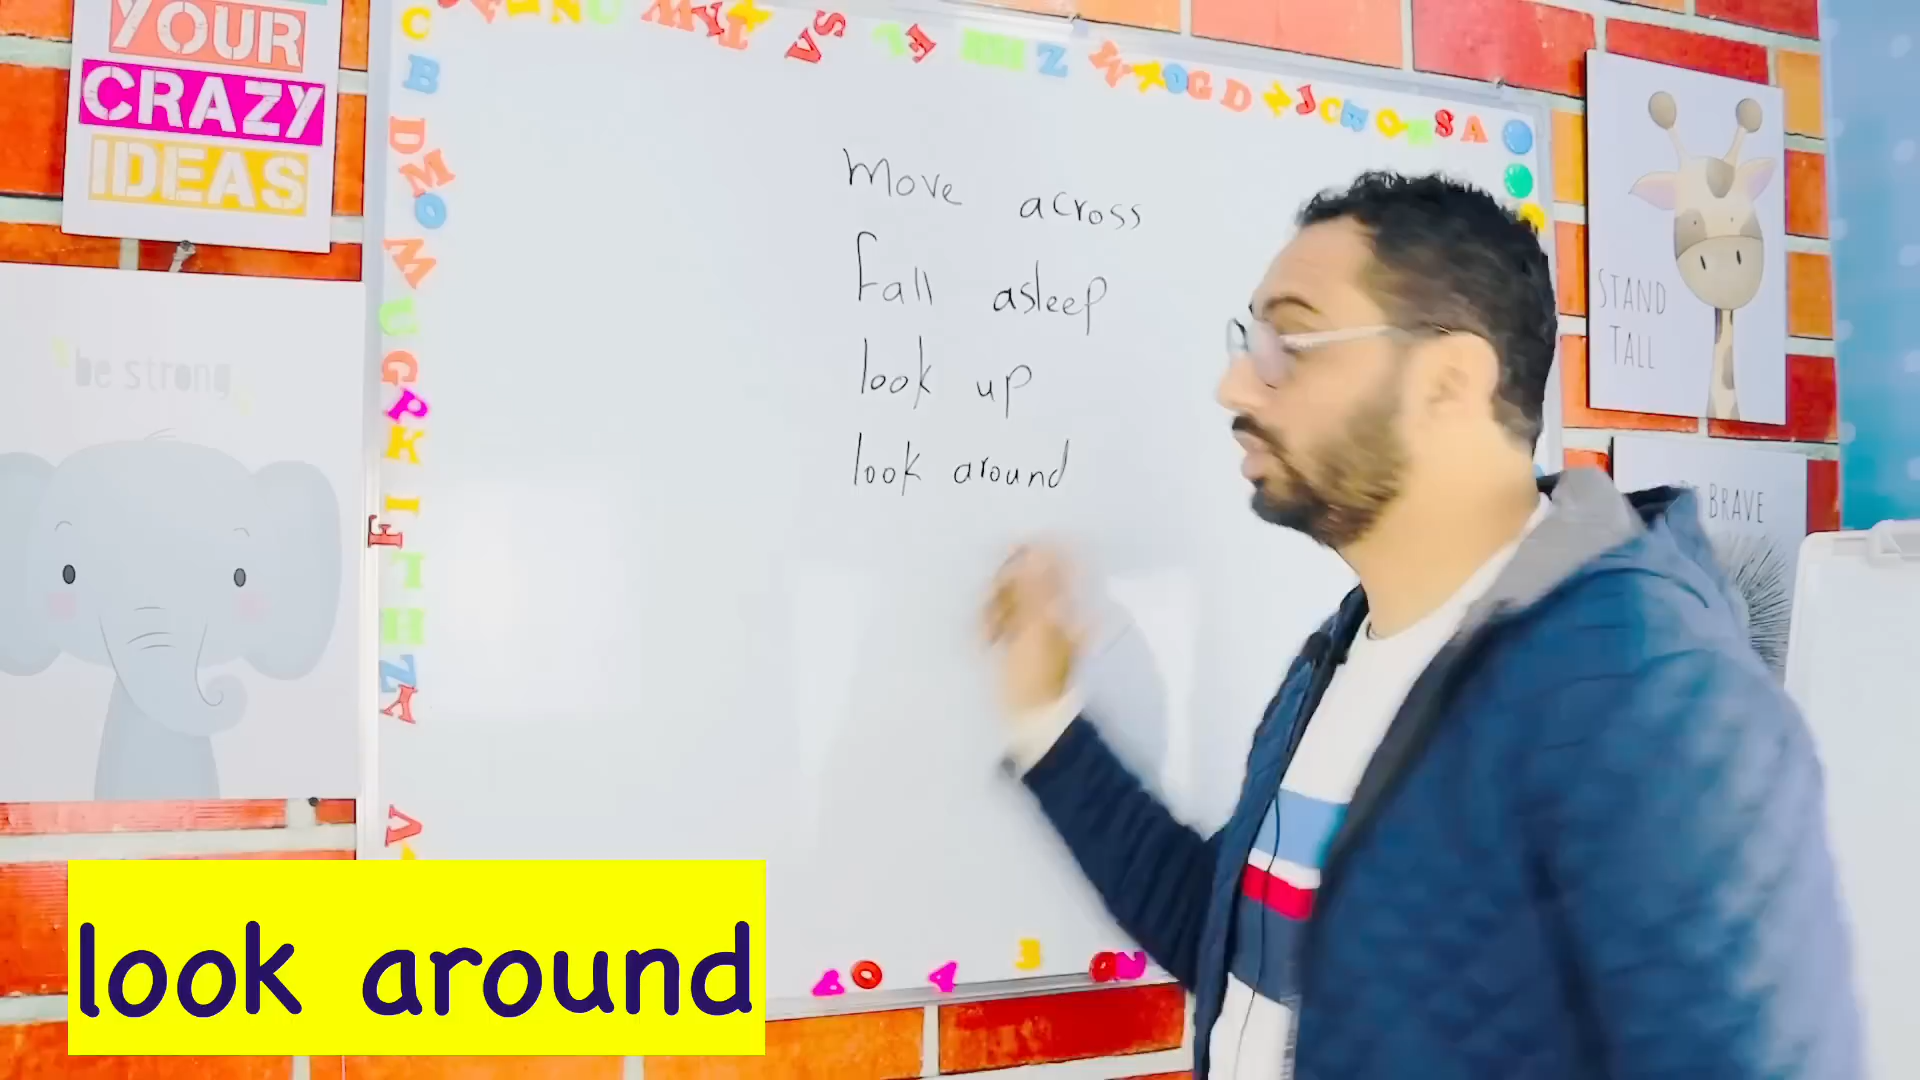 YOUR
CRAZY
IDEAS
be strong
move across
fall asleep
look up
look around
STAND
TALL
BRAVE
look around